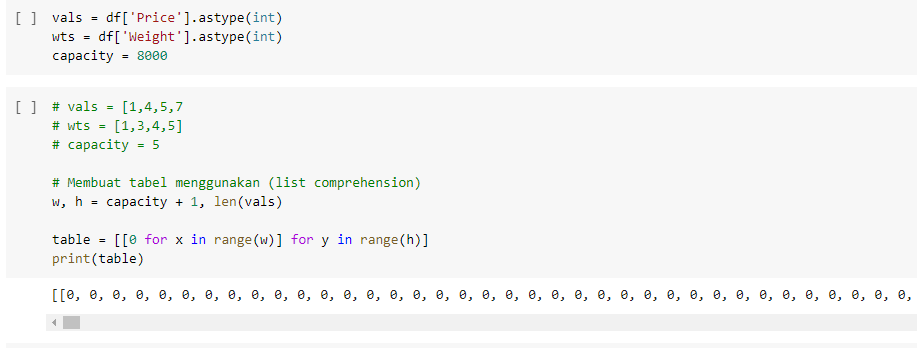 [ ] vals = df['Price'].astype(int)
wts = df['Weight'].astype(int)
capacity = 8000
[ ] # vals = [1,4,5,7
# wts = [1,3,4,5]
# capacity = 5
# Membuat tabel menggunakan (list comprehension)
w, h = capacity + 1, len(vals)
table = [[0 for x in range(w)] for y in range(h)]
print(table)
[[0, 0, 0, 0, 0, 0, 0, 0, 0, 0, 0, 0, 0, 0, 0, 0, 0, 0, 0, 0, 0, 0, 0, 0, 0, 0, 0, 0, 0, 0, 0, 0, 0, 0, 0, 0, 0,